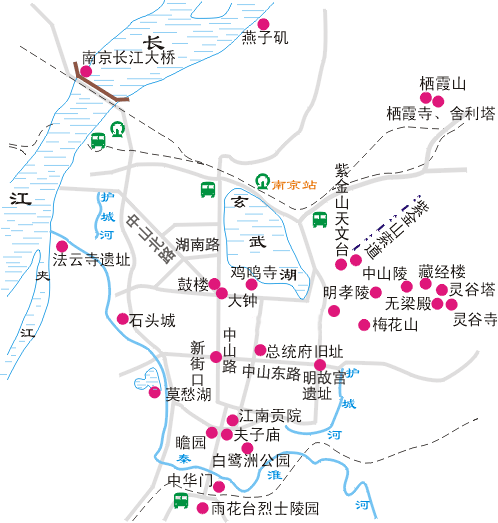 长
燕子矶
南京长江大桥
栖霞山
栖霞寺、舍利塔
南京站
紫金山天文台
紫金山索道
江
护城河
中山北路
玄武湖
湖南路
法云寺遗址
夹江
鸡鸣寺
鼓楼
大钟
中山陵
藏经楼
灵谷塔
明孝陵
无梁殿
灵谷寺
梅花山
石头城
中山路
新街口
总统府旧址
中山东路
明故宫
遗址
护城河
莫愁湖
江南贡院
瞻园
夫子庙
白鹭洲公园
秦淮河
中华门
雨花台烈士陵园